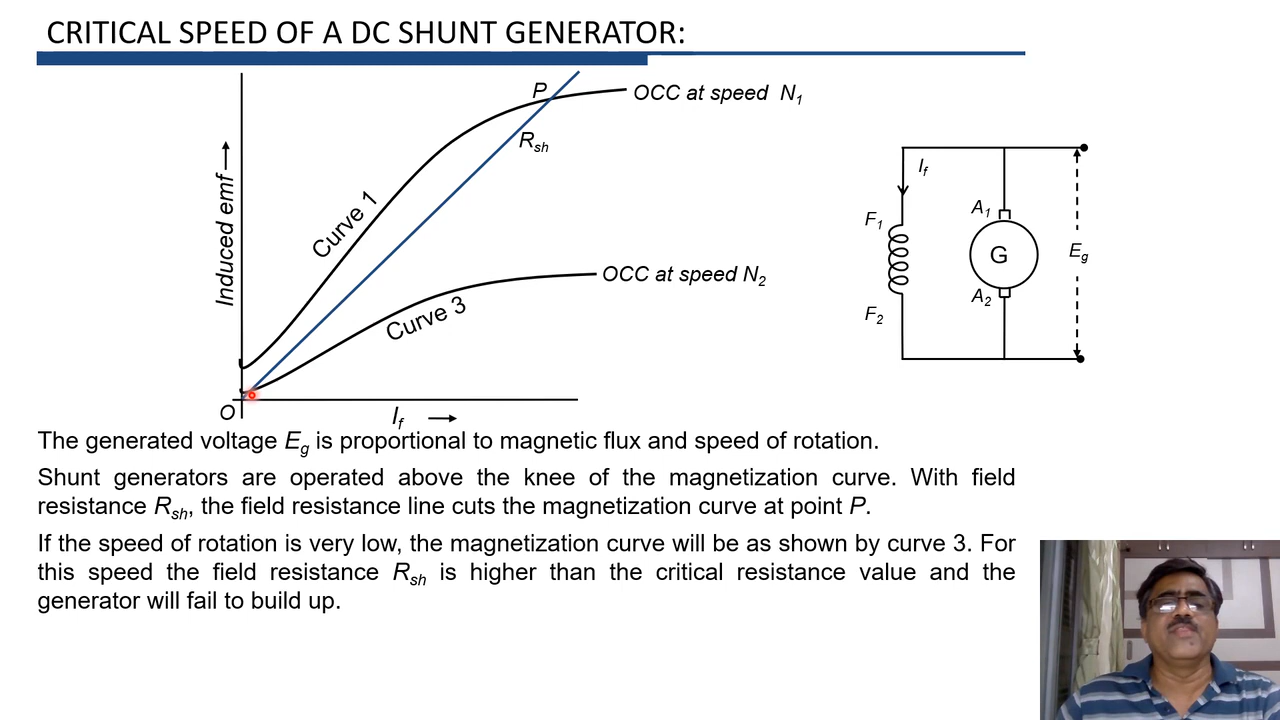 CRITICAL SPEED OF A DC SHUNT GENERATOR:
P
OCC at speed N1
Rsh
Induced emf
Curve 1
OCC at speed N2
Curve 3
O
If
If
F1
A1
G
Eg
A2
F2
The generated voltage Eg is proportional to magnetic flux and speed of rotation.
Shunt generators are operated above the knee of the magnetization curve. With field
resistance Rsh, the field resistance line cuts the magnetization curve at point P.
If the speed of rotation is very low, the magnetization curve will be as shown by curve 3. For
this speed the field resistance Rsh is higher than the critical resistance value and the
generator will fail to build up.